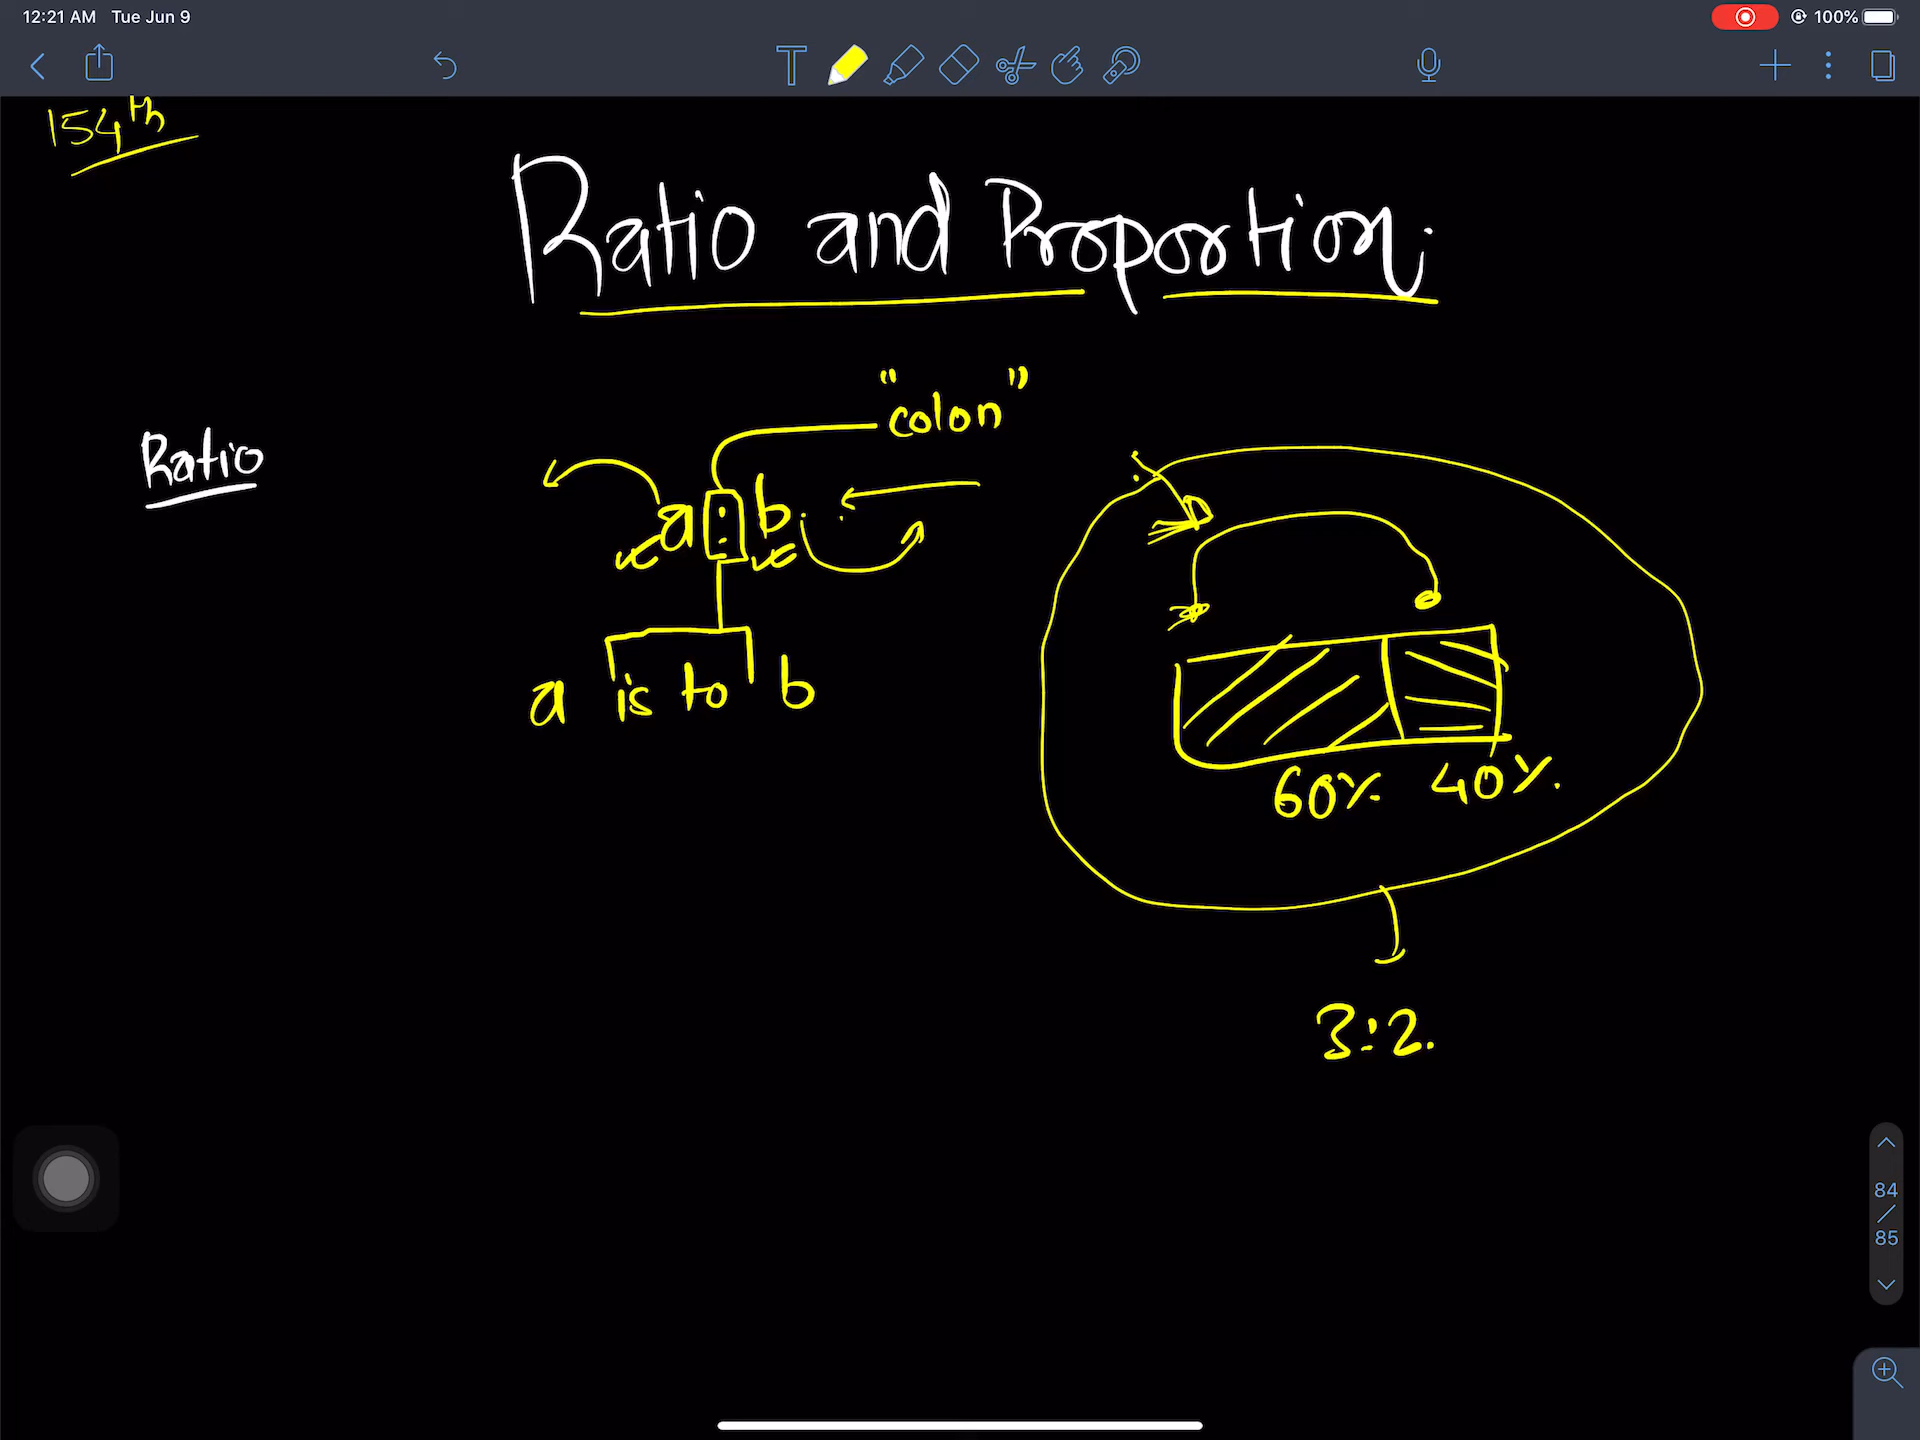 12:21 AM Tue Jun 9
100%
154th
Ratio and Proportion.
"colon"
Ratio
a : b
a is to b
60% 40%.
3:2.
84
/
85